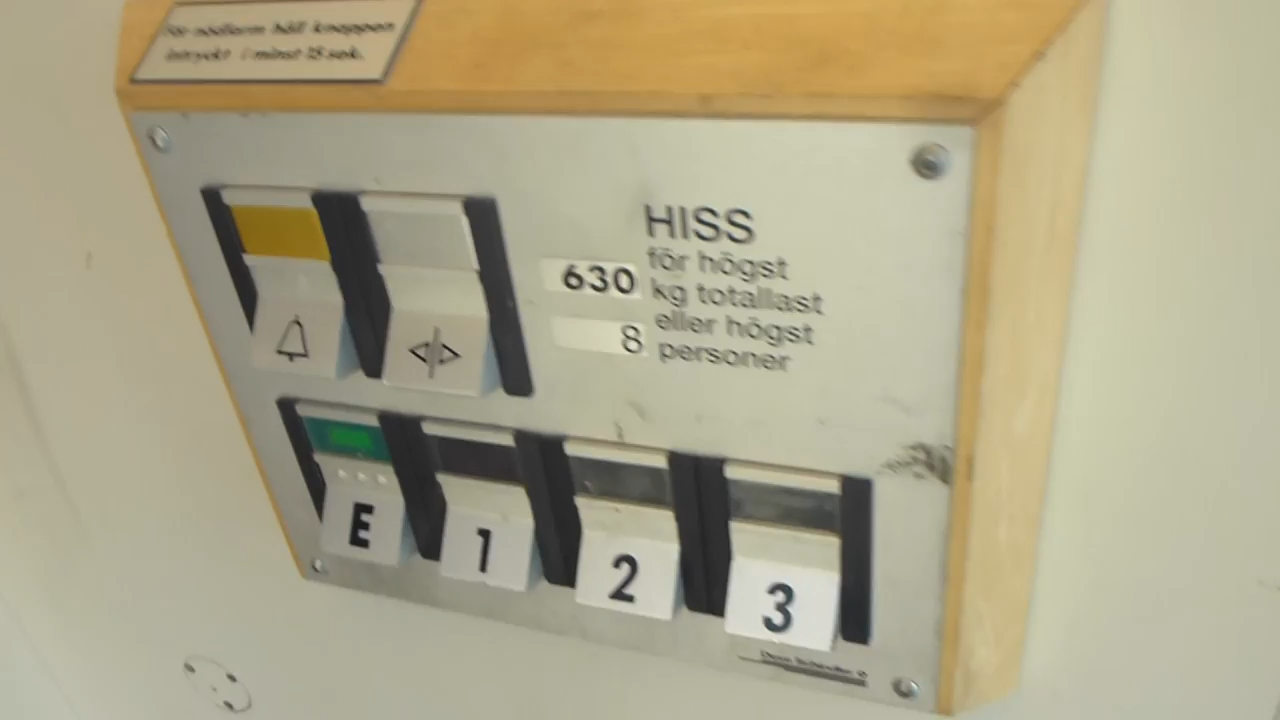 För nödlarm håll knappen
intryckt i minst 15 sek.
HISS
för högst
630 kg totallast
eller högst
8 personer
E 1 2 3